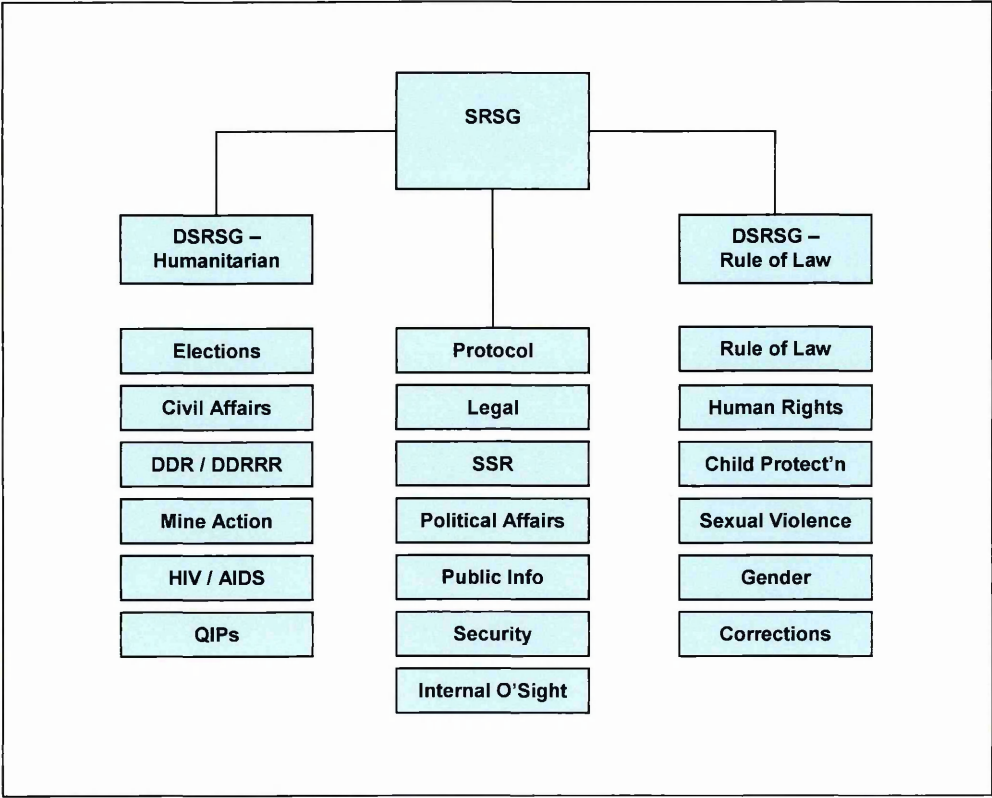 SRSG
DSRSG –
Humanitarian
DSRSG –
Rule of Law
Elections
Civil Affairs
DDR / DDRRR
Mine Action
HIV / AIDS
QIPs
Protocol
Legal
SSR
Political Affairs
Public Info
Security
Internal O'Sight
Rule of Law
Human Rights
Child Protect'n
Sexual Violence
Gender
Corrections